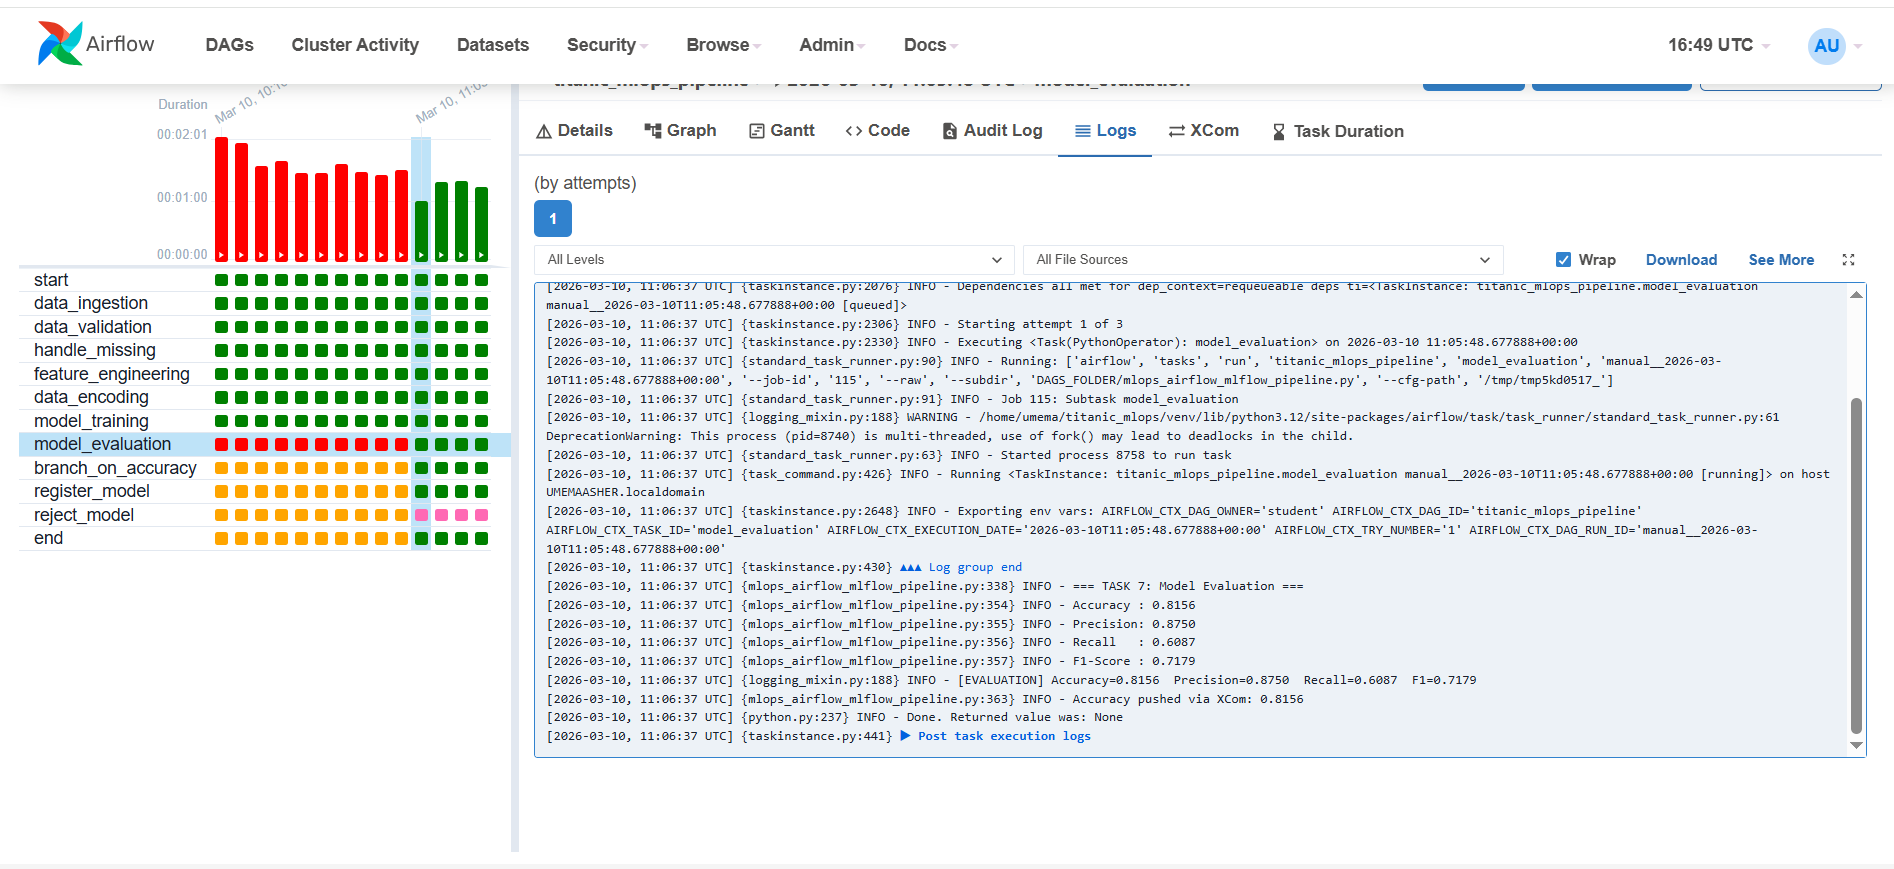 Airflow
DAGs
Cluster Activity
Datasets
Security
Browse
Admin
Docs
16:49 UTC
AU
Duration
Mar 10, 11:05
00:02:01
00:01:00
00:00:00
start
data_ingestion
data_validation
handle_missing
feature_engineering
data_encoding
model_training
model_evaluation
branch_on_accuracy
register_model
reject_model
end
Details
Graph
Gantt
Code
Audit Log
Logs
XCom
Task Duration
(by attempts)
1
All Levels
All File Sources
Wrap
Download
See More
[2026-03-10, 11:06:37 UTC] {taskinstance.py:2076} INFO - Dependencies all met for dep_context=requeueable deps ti=<TaskInstance: titanic_mlops_pipeline.model_evaluation
manual__2026-03-10T11:05:48.677888+00:00 [queued]>
[2026-03-10, 11:06:37 UTC] {taskinstance.py:2306} INFO - Starting attempt 1 of 3
[2026-03-10, 11:06:37 UTC] {taskinstance.py:2330} INFO - Executing <Task(PythonOperator): model_evaluation> on 2026-03-10 11:05:48.677888+00:00
[2026-03-10, 11:06:37 UTC] {standard_task_runner.py:90} INFO - Running: ['airflow', 'tasks', 'run', 'titanic_mlops_pipeline', 'model_evaluation', 'manual__2026-03-
10T11:05:48.677888+00:00', '--job-id', '115', '--raw', '--subdir', 'DAGS_FOLDER/mlops_airflow_mlflow_pipeline.py', '--cfg-path', '/tmp/tmp5kd0517_']
[2026-03-10, 11:06:37 UTC] {standard_task_runner.py:91} INFO - Job 115: Subtask model_evaluation
[2026-03-10, 11:06:37 UTC] {logging_mixin.py:188} WARNING - /home/umema/titanic_mlops/venv/lib/python3.12/site-packages/airflow/task/task_runner/standard_task_runner.py:61
DeprecationWarning: This process (pid=8740) is multi-threaded, use of fork() may lead to deadlocks in the child.
[2026-03-10, 11:06:37 UTC] {standard_task_runner.py:63} INFO - Started process 8758 to run task
[2026-03-10, 11:06:37 UTC] {task_command.py:426} INFO - Running <TaskInstance: titanic_mlops_pipeline.model_evaluation manual__2026-03-10T11:05:48.677888+00:00 [running]> on host
UMEMAASHER.localdomain
[2026-03-10, 11:06:37 UTC] {taskinstance.py:2648} INFO - Exporting env vars: AIRFLOW_CTX_DAG_OWNER='student' AIRFLOW_CTX_DAG_ID='titanic_mlops_pipeline'
AIRFLOW_CTX_TASK_ID='model_evaluation' AIRFLOW_CTX_EXECUTION_DATE='2026-03-10T11:05:48.677888+00:00' AIRFLOW_CTX_TRY_NUMBER='1' AIRFLOW_CTX_DAG_RUN_ID='manual__2026-03-
10T11:05:48.677888+00:00'
[2026-03-10, 11:06:37 UTC] {taskinstance.py:430} ▲▲▲ Log group end
[2026-03-10, 11:06:37 UTC] {mlops_airflow_mlflow_pipeline.py:338} INFO - === TASK 7: Model Evaluation ===
[2026-03-10, 11:06:37 UTC] {mlops_airflow_mlflow_pipeline.py:354} INFO - Accuracy : 0.8156
[2026-03-10, 11:06:37 UTC] {mlops_airflow_mlflow_pipeline.py:355} INFO - Precision: 0.8750
[2026-03-10, 11:06:37 UTC] {mlops_airflow_mlflow_pipeline.py:356} INFO - Recall   : 0.6087
[2026-03-10, 11:06:37 UTC] {mlops_airflow_mlflow_pipeline.py:357} INFO - F1-Score : 0.7179
[2026-03-10, 11:06:37 UTC] {logging_mixin.py:188} INFO - [EVALUATION] Accuracy=0.8156  Precision=0.8750  Recall=0.6087  F1=0.7179
[2026-03-10, 11:06:37 UTC] {mlops_airflow_mlflow_pipeline.py:363} INFO - Accuracy pushed via XCom: 0.8156
[2026-03-10, 11:06:37 UTC] {python.py:237} INFO - Done. Returned value was: None
[2026-03-10, 11:06:37 UTC] {taskinstance.py:441} ▶ Post task execution logs